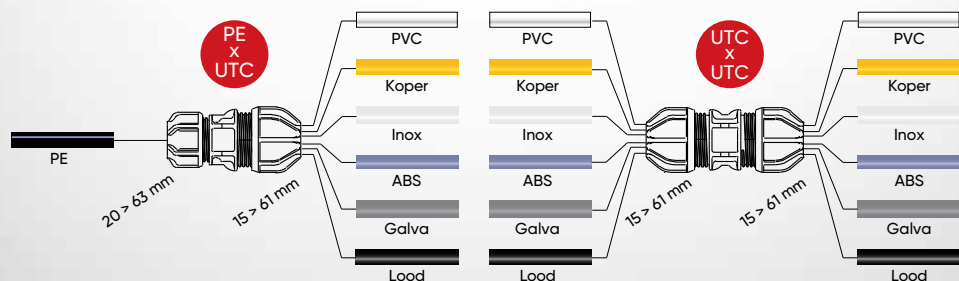 PE
x
UTC
PE
20 > 63 mm
15 > 61 mm
PVC
Koper
Inox
ABS
Galva
Lood
PVC
Koper
Inox
ABS
Galva
Lood
UTC
x
UTC
15 > 61 mm
15 > 61 mm
PVC
Koper
Inox
ABS
Galva
Lood